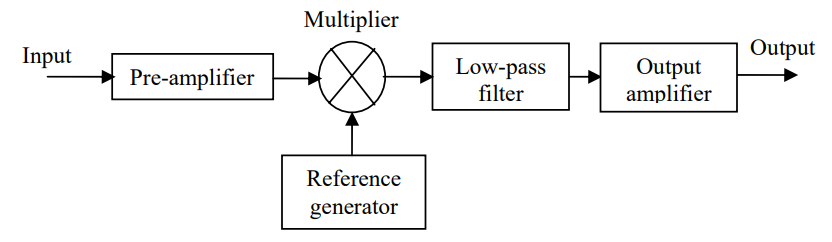 Multiplier
Input
Output
Pre-amplifier
Low-pass
filter
Output
amplifier
Reference
generator